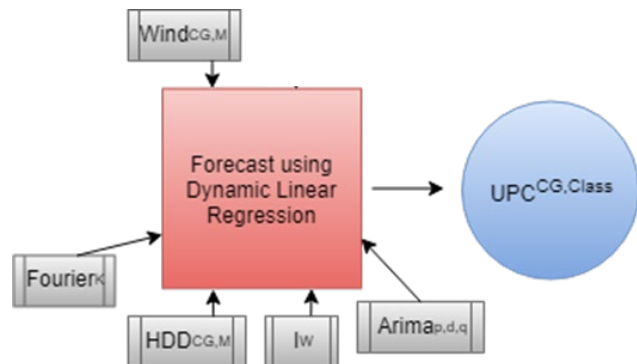 WindCG,M
Forecast using
Dynamic Linear
Regression
UPCCG,Class
FourierK
HDDCG,M
IW
Arimap,d,q